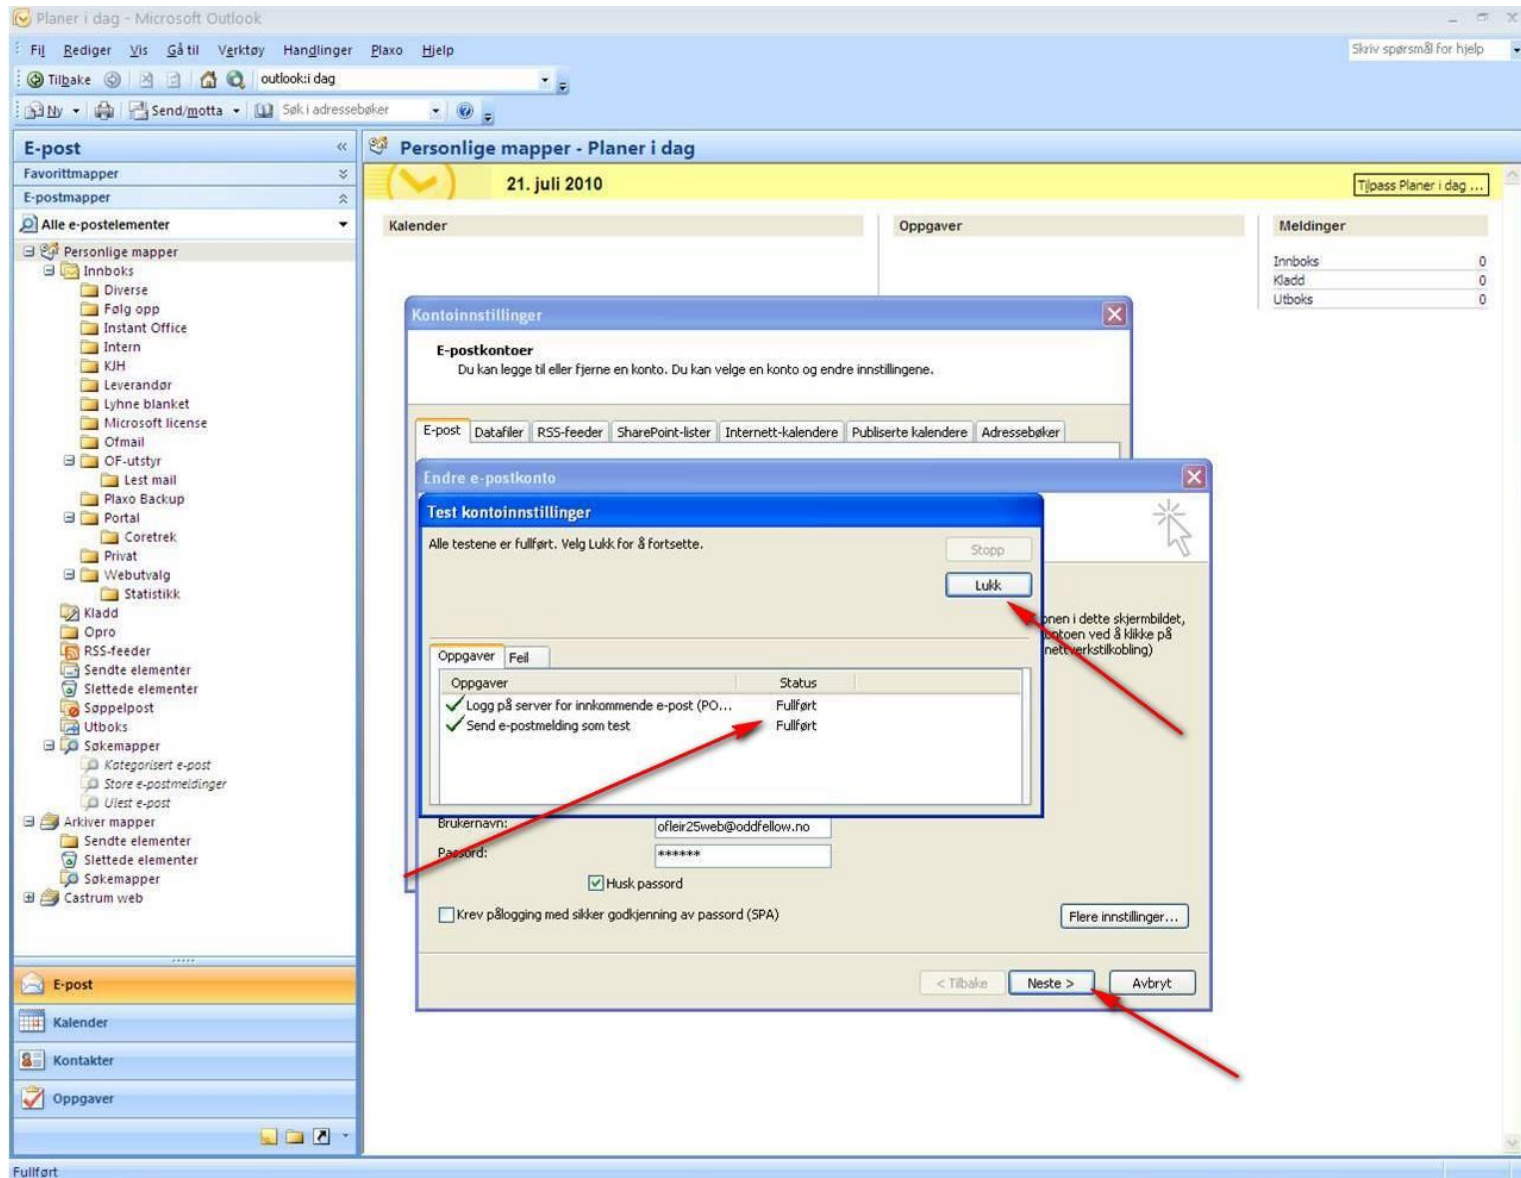 Planer i dag - Microsoft Outlook
Fil Rediger Vis Gå til Verktøy Handlinger Plaxo Hjelp
Skriv spørsmål for hjelp
Tilbake outlook:i dag
Ny Send/motta Søk i adressebøker
E-post
Favorittmapper
E-postmapper
Alle e-postelementer
Personlige mapper
Innboks
Diverse
Følg opp
Instant Office
Intern
KJH
Leverandør
Lyhne blanket
Microsoft license
Ofmail
OF-utstyr
Lest mail
Plaxo Backup
Portal
Coretrek
Privat
Webutvalg
Statistikk
Kladd
Opro
RSS-feeder
Sendte elementer
Slettede elementer
Søppelpost
Utboks
Søkemapper
Kategorisert e-post
Store e-postmeldinger
Ulest e-post
Arkiver mapper
Sendte elementer
Slettede elementer
Søkemapper
Castrum web
E-post
Kalender
Kontakter
Oppgaver
Fullført
Personlige mapper - Planer i dag
21. juli 2010
Tilpass Planer i dag ...
Kalender
Oppgaver
Meldinger
Innboks 0
Kladd 0
Utboks 0
Kontoinnstillinger
E-postkontoer
Du kan legge til eller fjerne en konto. Du kan velge en konto og endre innstillingene.
E-post Datafiler RSS-feeder SharePoint-lister Internett-kalendere Publiserte kalendere Adressebøker
Endre e-postkonto
Test kontoinnstillinger
Alle testene er fullført. Velg Lukk for å fortsette.
Stopp
Lukk
onen i dette skjermbildet,
ontoen ved å klikke på
nettverkstilkobling)
Oppgaver Feil
Oppgaver Status
Logg på server for innkommende e-post (PO... Fullført
Send e-postmelding som test Fullført
Brukernavn: ofleir25web@oddfellow.no
Passord: ******
Husk passord
Krev pålogging med sikker godkjenning av passord (SPA)
Flere innstillinger...
< Tilbake Neste > Avbryt